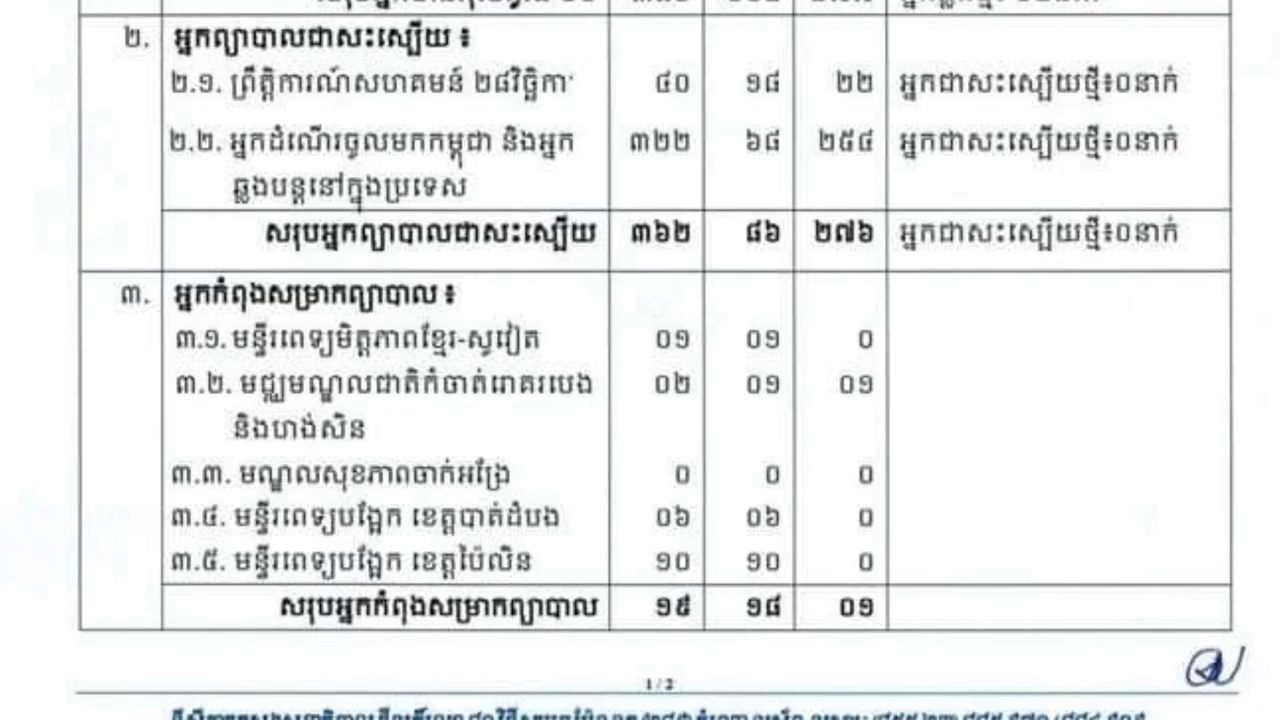 ២. អ្នកព្យាបាលជាសះស្បើយ ៖
២.១. ព្រឹត្តិការណ៍សហគមន៍ ២៨វិច្ឆិកា ៤០ ១៨ ២២ អ្នកជាសះស្បើយថ្មី៖០នាក់
២.២. អ្នកដំណើរចូលមកកម្ពុជា និងអ្នក ៣២២ ៦៨ ២៥៤ អ្នកជាសះស្បើយថ្មី៖០នាក់
ឆ្លងបន្តនៅក្នុងប្រទេស
សរុបអ្នកព្យាបាលជាសះស្បើយ ៣៦២ ៨៦ ២៧៦ អ្នកជាសះស្បើយថ្មី៖០នាក់
៣. អ្នកកំពុងសម្រាកព្យាបាល ៖
៣.១. មន្ទីរពេទ្យមិត្តភាពខ្មែរ-សូវៀត ០១ ០១ ០
៣.២. មជ្ឈមណ្ឌលជាតិកំចាត់រោគរបេង ០២ ០១ ០១
និងហង់សិន
៣.៣. មណ្ឌលសុខភាពចាក់អង្រែ ០ ០ ០
៣.៤. មន្ទីរពេទ្យបង្អែក ខេត្តបាត់ដំបង ០៦ ០៦ ០
៣.៥. មន្ទីរពេទ្យបង្អែក ខេត្តប៉ៃលិន ១០ ១០ ០
សរុបអ្នកកំពុងសម្រាកព្យាបាល ១៩ ១៨ ០១
1 / 2